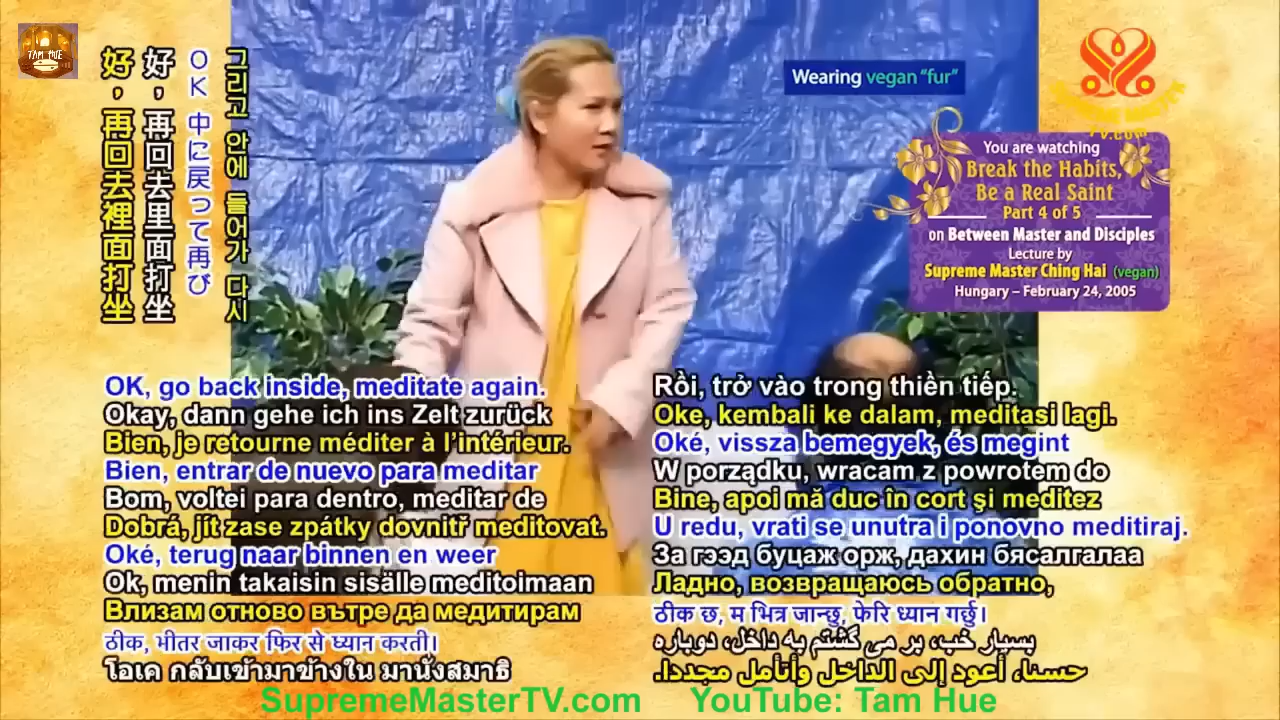 TAM HUE
好，再回去裡面打坐
好，再回去里面打坐
OK 中に戻って再び
그리고 안에 들어가 다시
Wearing vegan “fur”
TV.com
You are watching
Break the Habits,
Be a Real Saint
Part 4 of 5
on Between Master and Disciples
Lecture by
Supreme Master Ching Hai (vegan)
Hungary – February 24, 2005
OK, go back inside, meditate again.
Okay, dann gehe ich ins Zelt zurück
Bien, je retourne méditer à l’intérieur.
Bien, entrar de nuevo para meditar
Bom, voltei para dentro, meditar de
Dobrá, jít zase zpátky dovnitř meditovat.
Oké, terug naar binnen en weer
Ok, menin takaisin sisälle meditoimaan
Влизам отново вътре да медитирам
ठीक, भीतर जाकर फिर से ध्यान करती।
โอเค กลับเข้ามาข้างใน มานั่งสมาธิ
Rồi, trở vào trong thiền tiếp.
Oke, kembali ke dalam, meditasi lagi.
Oké, vissza bemegyek, és megint
W porządku, wracam z powrotem do
Bine, apoi mă duc în cort şi meditez
U redu, vrati se unutra i ponovno meditiraj.
За гээд буцаж орж, дахин бясалгалаа
Ладно, возвращаюсь обратно,
ठीक छ, म भित्र जान्छु, फेरि ध्यान गर्छु।
بسیار خب، بر می گشتم به داخل، دوباره
حسنا، أعود إلى الداخل وأتأمل مجددا.
SupremeMasterTV.com
YouTube: Tam Hue